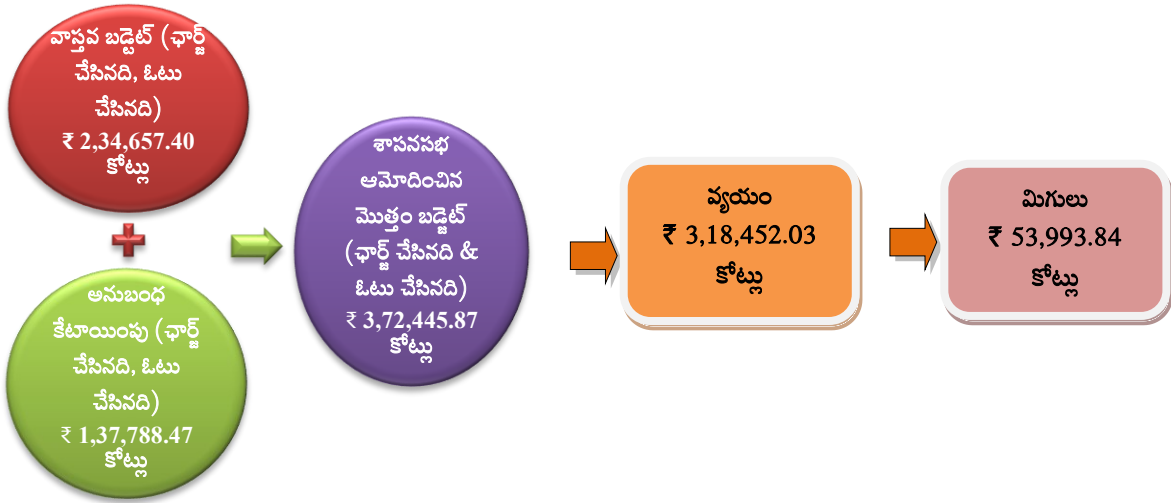 వాస్తవ బడ్జెట్ (ఛార్జ్
చేసినది, ఓటు
చేసినది)
₹ 2,34,657.40
కోట్లు
అనుబంధ
కేటాయింపు (ఛార్జ్
చేసినది, ఓటు
చేసినది)
₹ 1,37,788.47
కోట్లు
శాసనసభ
ఆమోదించిన
మొత్తం బడ్జెట్
(ఛార్జ్ చేసినది &
ఓటు చేసినది)
₹ 3,72,445.87
కోట్లు
వ్యయం
₹ 3,18,452.03
కోట్లు
మిగులు
₹ 53,993.84
కోట్లు